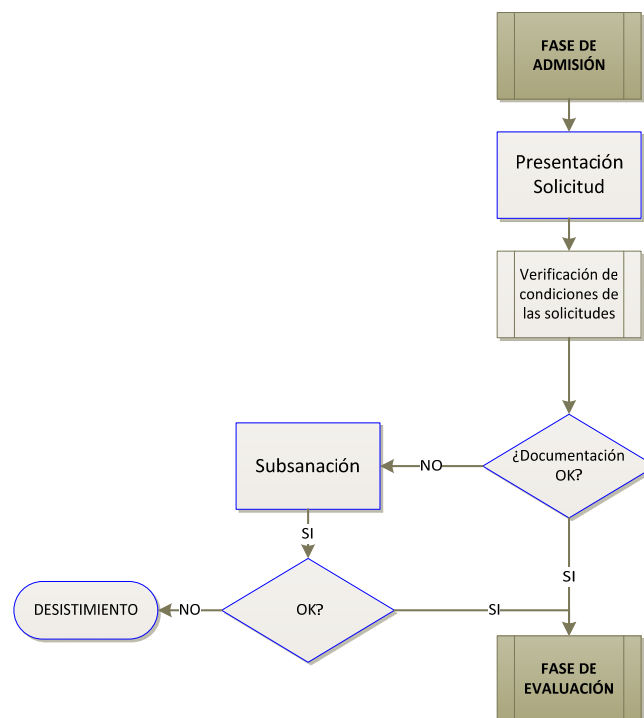 FASE DE
ADMISIÓN
Presentación
Solicitud
Verificación de
condiciones de
las solicitudes
¿Documentación
OK?
NO
Subsanación
SI
SI
OK?
NO
DESISTIMIENTO
SI
FASE DE
EVALUACIÓN